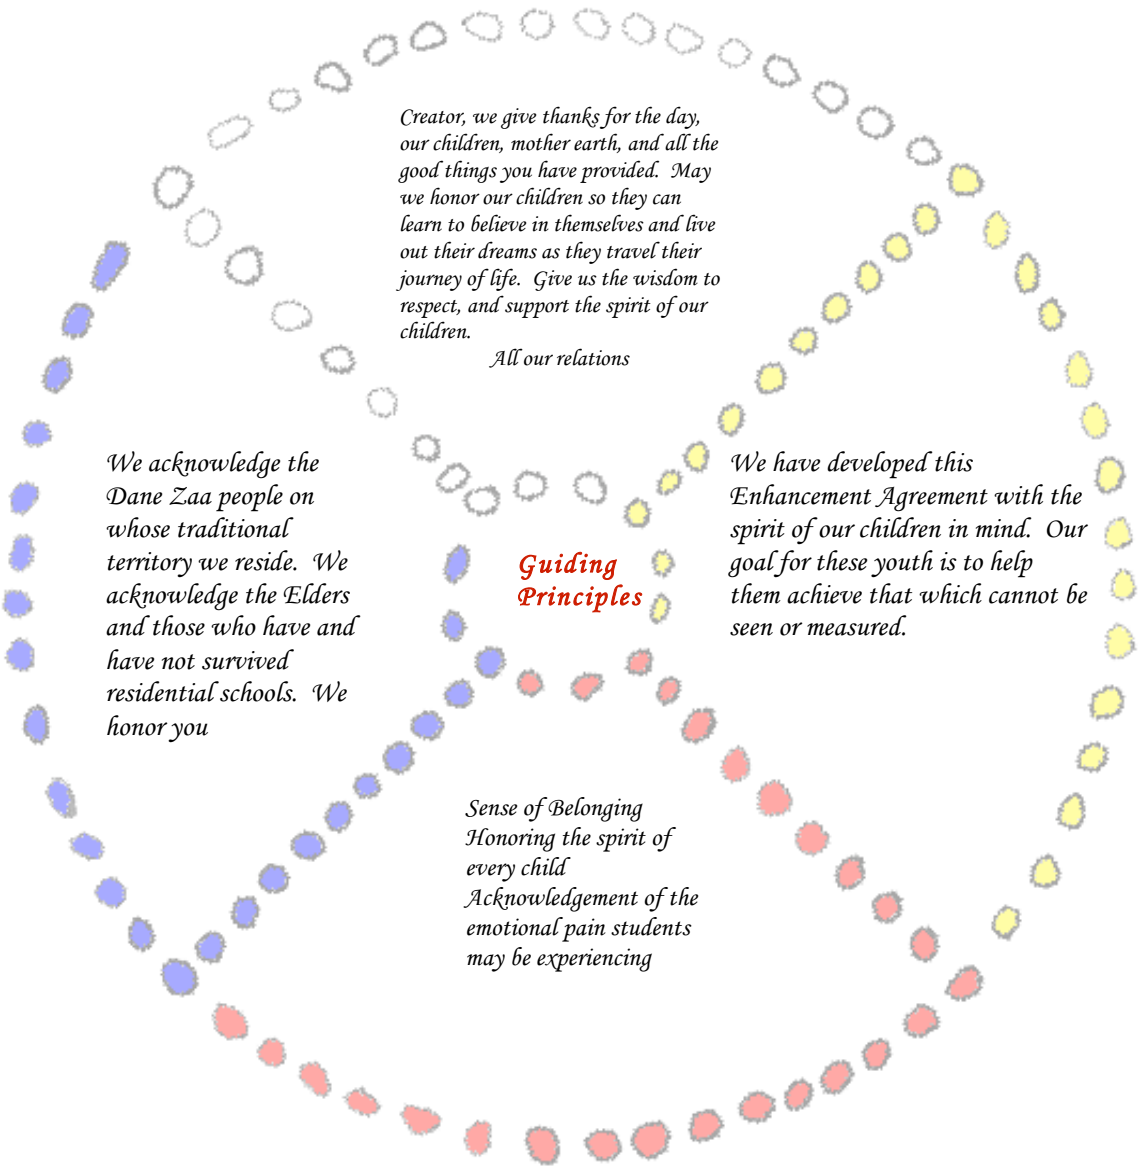 Creator, we give thanks for the day,
our children, mother earth, and all the
good things you have provided.  May
we honor our children so they can
learn to believe in themselves and live
out their dreams as they travel their
journey of life.  Give us the wisdom to
respect, and support the spirit of our
children.
All our relations
We acknowledge the
Dane Zaa people on
whose traditional
territory we reside.  We
acknowledge the Elders
and those who have and
have not survived
residential schools.  We
honor you
Guiding
Principles
We have developed this
Enhancement Agreement with the
spirit of our children in mind.  Our
goal for these youth is to help
them achieve that which cannot be
seen or measured.
Sense of Belonging
Honoring the spirit of
every child
Acknowledgement of the
emotional pain students
may be experiencing